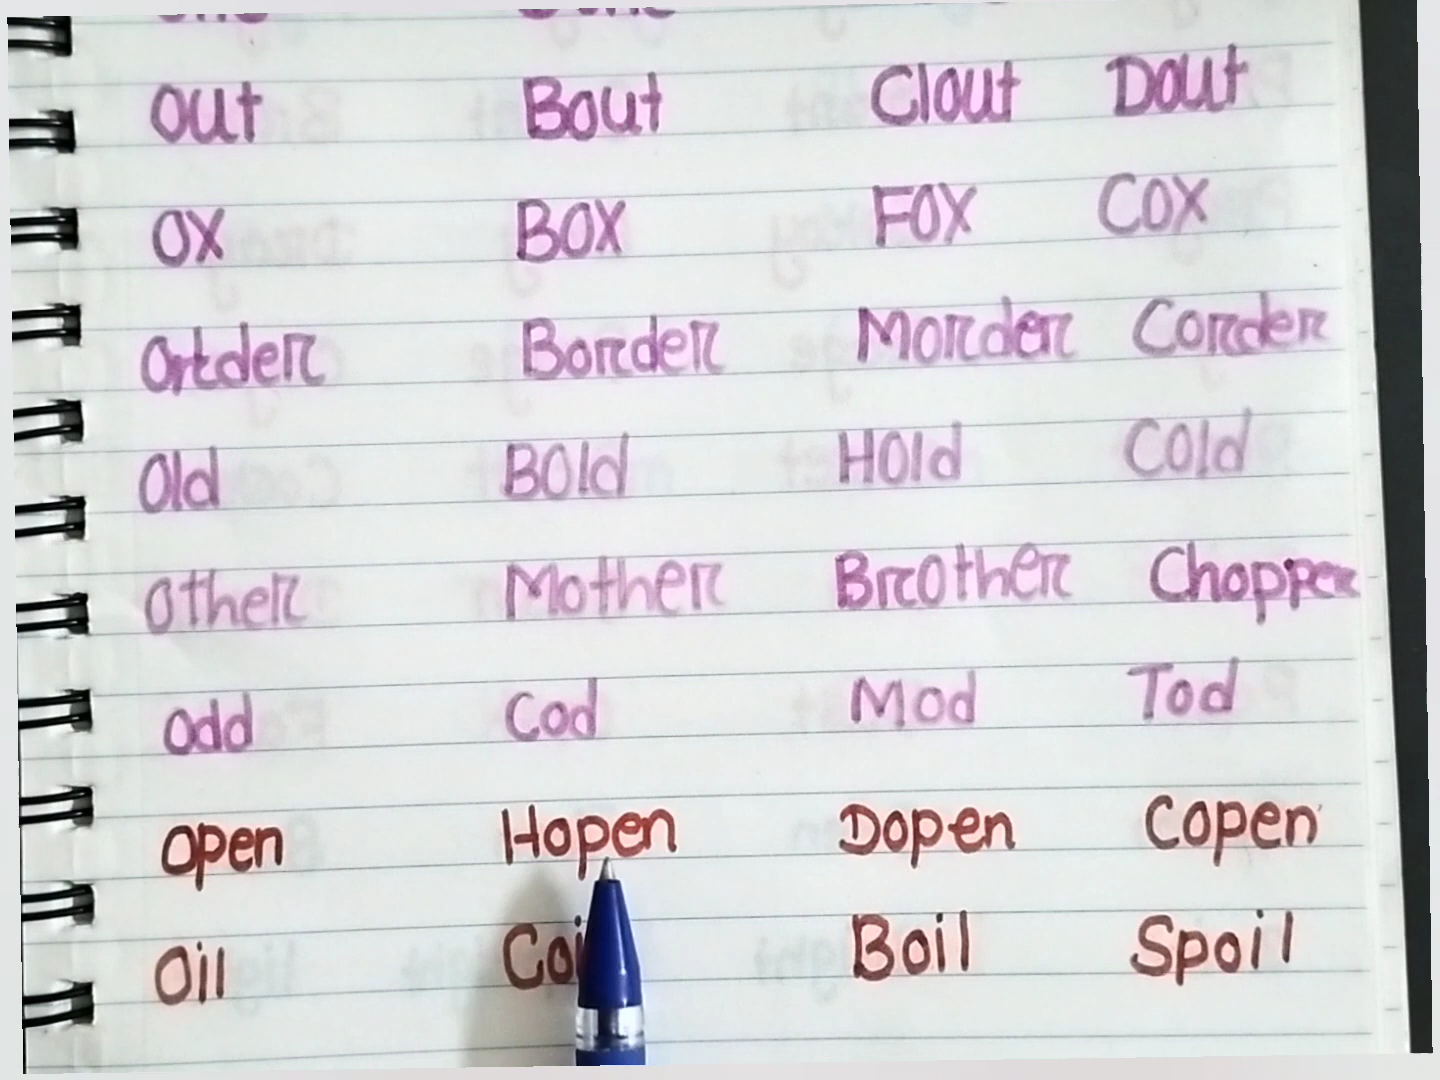 out Bout Clout Dout
OX BOX FOX COX
Order Border Morder Corder
Old BOld HOld COld
Other Mother Brother Chopper
Odd Cod Mod Tod
Open Hopen Dopen Copen
Oil Boil Spoil